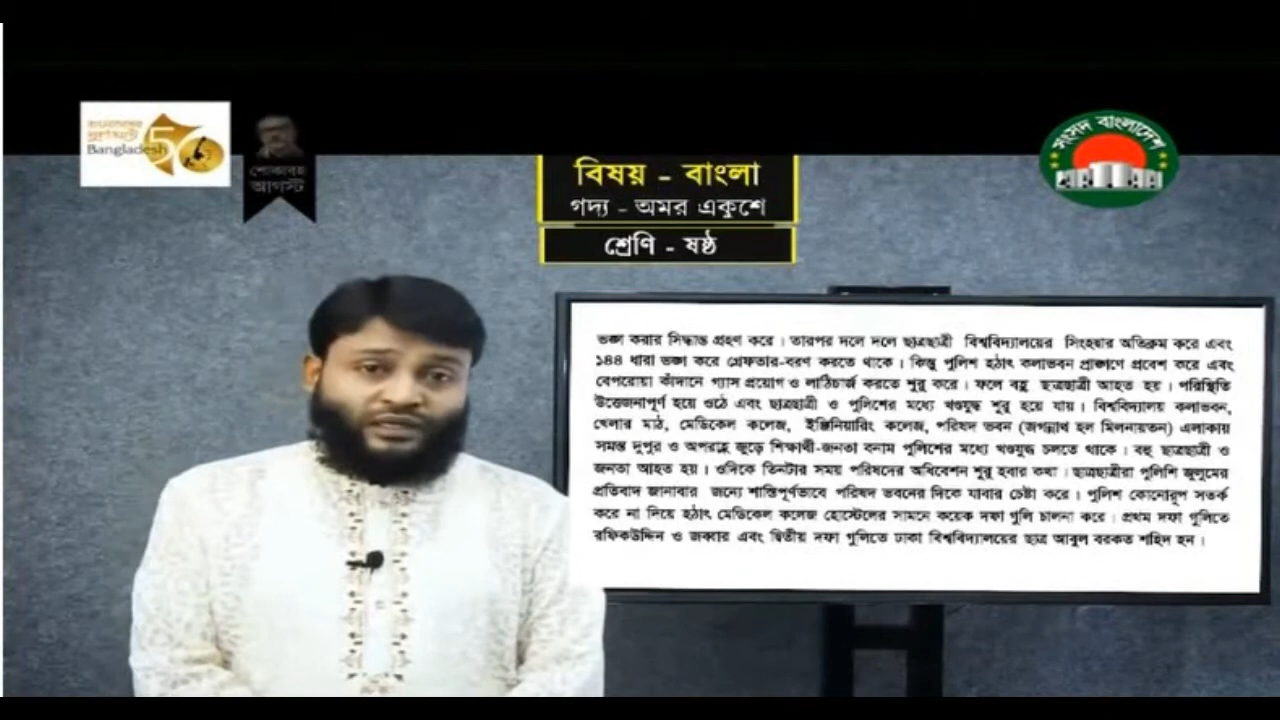 বাংলাদেশের
সুবর্ণজয়ন্তী 50
Bangladesh
শোকাবহ
আগস্ট
সংসদ বাংলাদেশ
বিষয় - বাংলা
গদ্য - অমর একুশে
শ্রেণি - ষষ্ঠ
ভঙ্গ করার সিদ্ধান্ত গ্রহণ করে। তারপর দলে দলে ছাত্রছাত্রী বিশ্ববিদ্যালয়ের সিংহদ্বার অতিক্রম করে এবং
১৪৪ ধারা ভঙ্গ করে গ্রেফতার-বরণ করতে থাকে। কিন্তু পুলিশ হঠাৎ কলাভবন প্রাঙ্গণে প্রবেশ করে এবং
বেপরোয়া কাঁদানে গ্যাস প্রয়োগ ও লাঠিচার্জ করতে শুরু করে। ফলে বহু ছাত্রছাত্রী আহত হয়। পরিস্থিতি
উত্তেজনাপূর্ণ হয়ে ওঠে এবং ছাত্রছাত্রী ও পুলিশের মধ্যে খণ্ডযুদ্ধ শুরু হয়ে যায়। বিশ্ববিদ্যালয় কলাভবন,
খেলার মাঠ, মেডিকেল কলেজ, ইঞ্জিনিয়ারিং কলেজ, পরিষদ ভবন (জগন্নাথ হল মিলনায়তন) এলাকায়
সমস্ত দুপুর ও অপরাহ্ণ জুড়ে শিক্ষার্থী-জনতা বনাম পুলিশের মধ্যে খণ্ডযুদ্ধ চলতে থাকে। বহু ছাত্রছাত্রী ও
জনতা আহত হয়। ওদিকে তিনটার সময় পরিষদের অধিবেশন শুরু হবার কথা। ছাত্রছাত্রীরা পুলিশি জুলুমের
প্রতিবাদ জানাবার জন্যে শান্তিপূর্ণভাবে পরিষদ ভবনের দিকে যাবার চেষ্টা করে। পুলিশ কোনোরূপ সতর্ক
করে না দিয়ে হঠাৎ মেডিকেল কলেজ হোস্টেলের সামনে কয়েক দফা গুলি চালনা করে। প্রথম দফা গুলিতে
রফিকউদ্দিন ও জব্বার এবং দ্বিতীয় দফা গুলিতে ঢাকা বিশ্ববিদ্যালয়ের ছাত্র আবুল বরকত শহিদ হন।